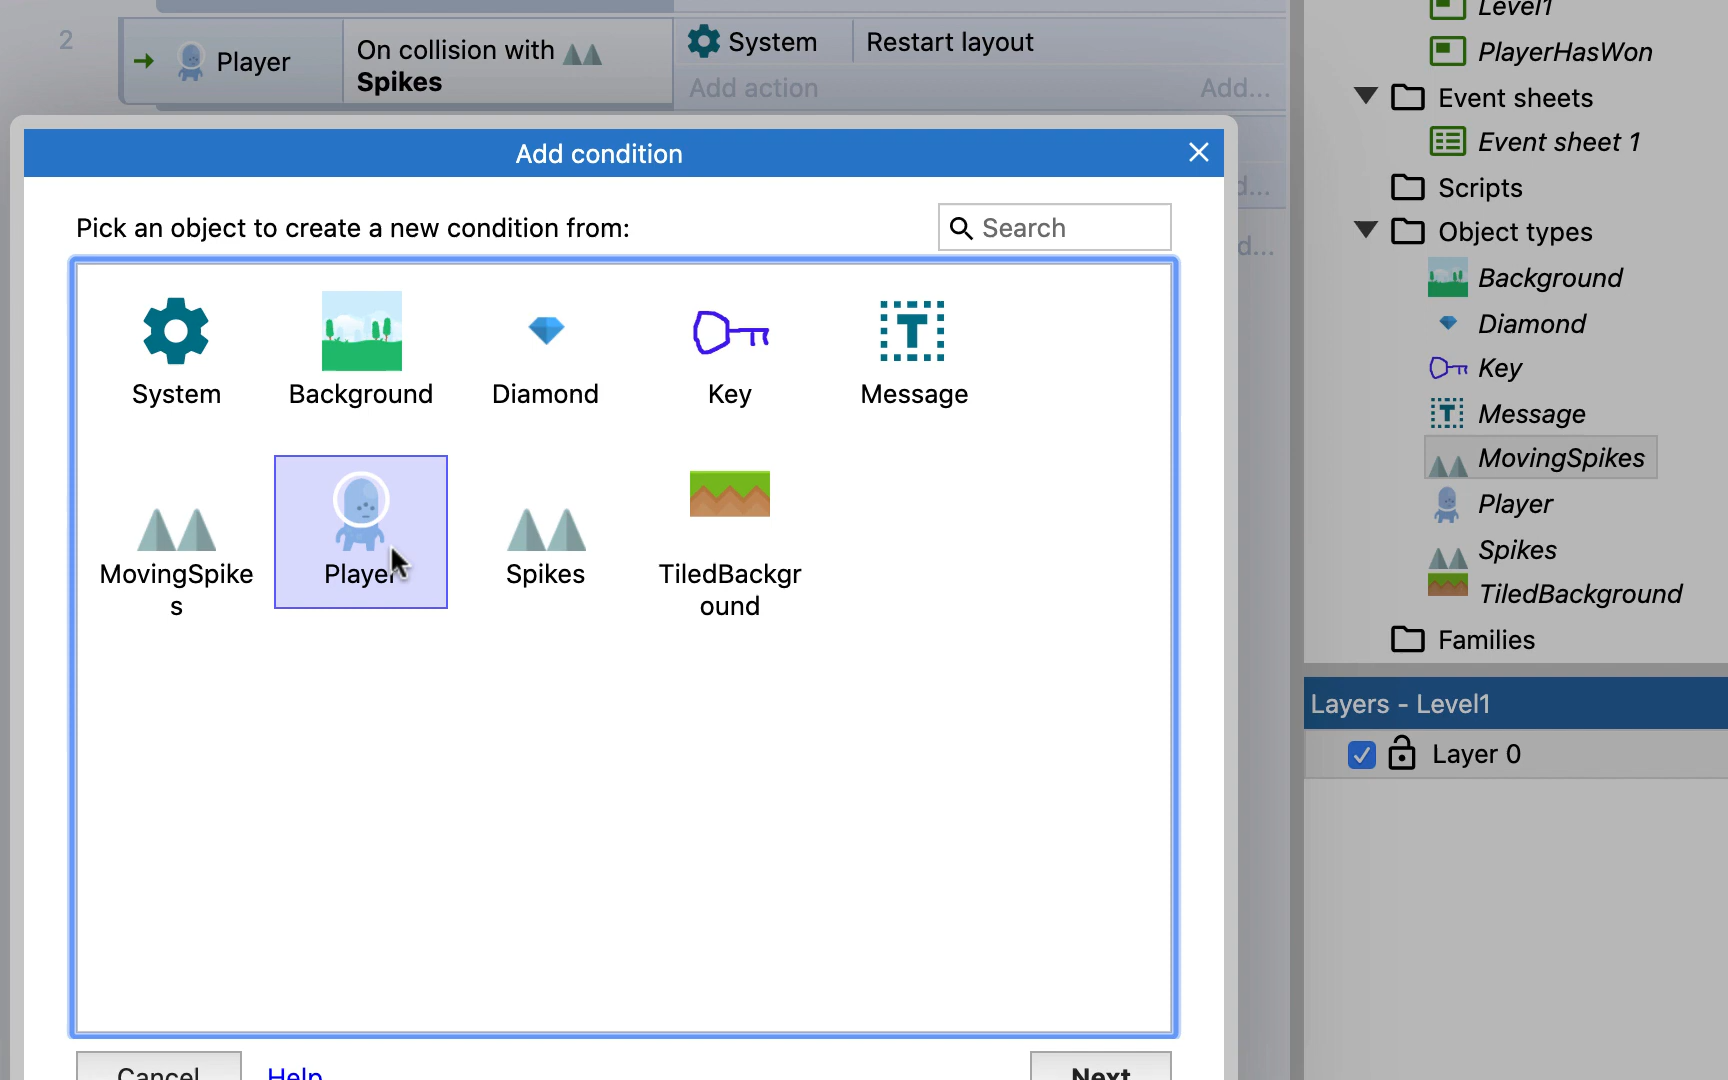 2
Player
On collision with
Spikes
System
Restart layout
Add action
Add...
Add condition
Pick an object to create a new condition from:
Search
System
Background
Diamond
Key
Message
MovingSpike
s
Player
Spikes
TiledBackgr
ound
Cancel
Help
Next
d...
d...
Level1
PlayerHasWon
Event sheets
Event sheet 1
Scripts
Object types
Background
Diamond
Key
Message
MovingSpikes
Player
Spikes
TiledBackground
Families
Layers - Level1
Layer 0